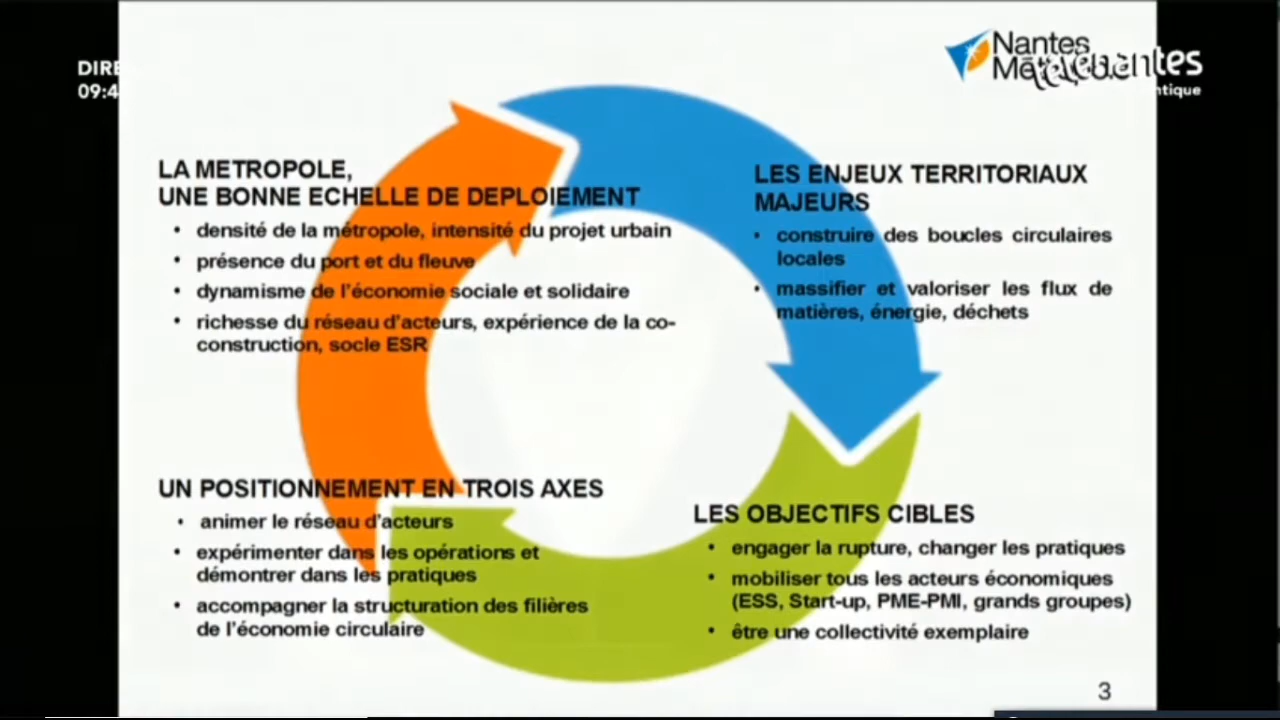 DIRE
09:4
Nantes
ntes
ntique
LA METROPOLE,
UNE BONNE ECHELLE DE DEPLOIEMENT
• densité de la métropole, intensité du projet urbain
• présence du port et du fleuve
• dynamisme de l'économie sociale et solidaire
• richesse du réseau d'acteurs, expérience de la co-
construction, socle ESR
LES ENJEUX TERRITORIAUX
MAJEURS
• construire des boucles circulaires
locales
• massifier et valoriser les flux de
matières, énergie, déchets
UN POSITIONNEMENT EN TROIS AXES
• animer le réseau d'acteurs
• expérimenter dans les opérations et
démontrer dans les pratiques
• accompagner la structuration des filières
de l'économie circulaire
LES OBJECTIFS CIBLES
• engager la rupture, changer les pratiques
• mobiliser tous les acteurs économiques
(ESS, Start-up, PME-PMI, grands groupes)
• être une collectivité exemplaire
3